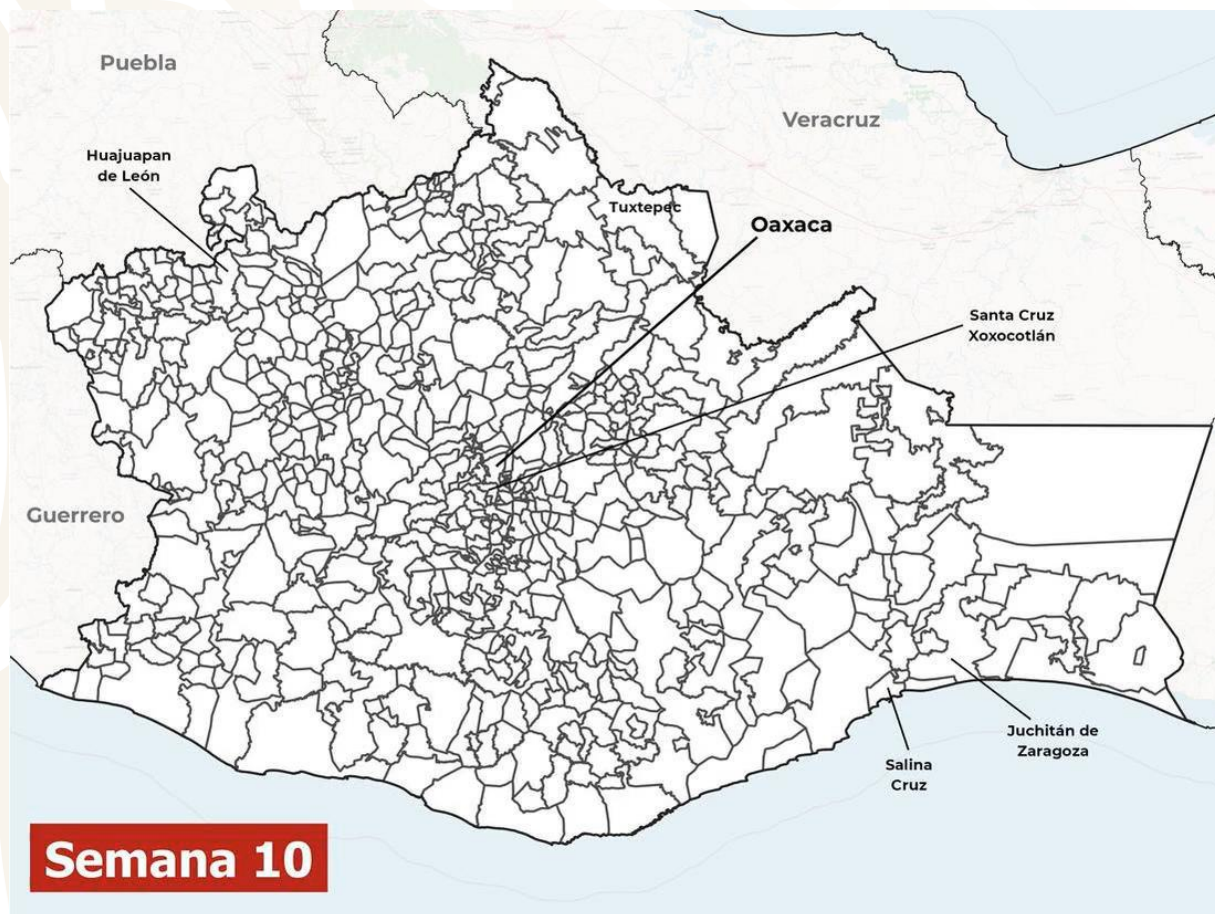 Puebla
Veracruz
Huajuapan
de León
Tuxtepec
Oaxaca
Santa Cruz
Xoxocotlán
Guerrero
Juchitán de
Zaragoza
Salina
Cruz
Semana 10